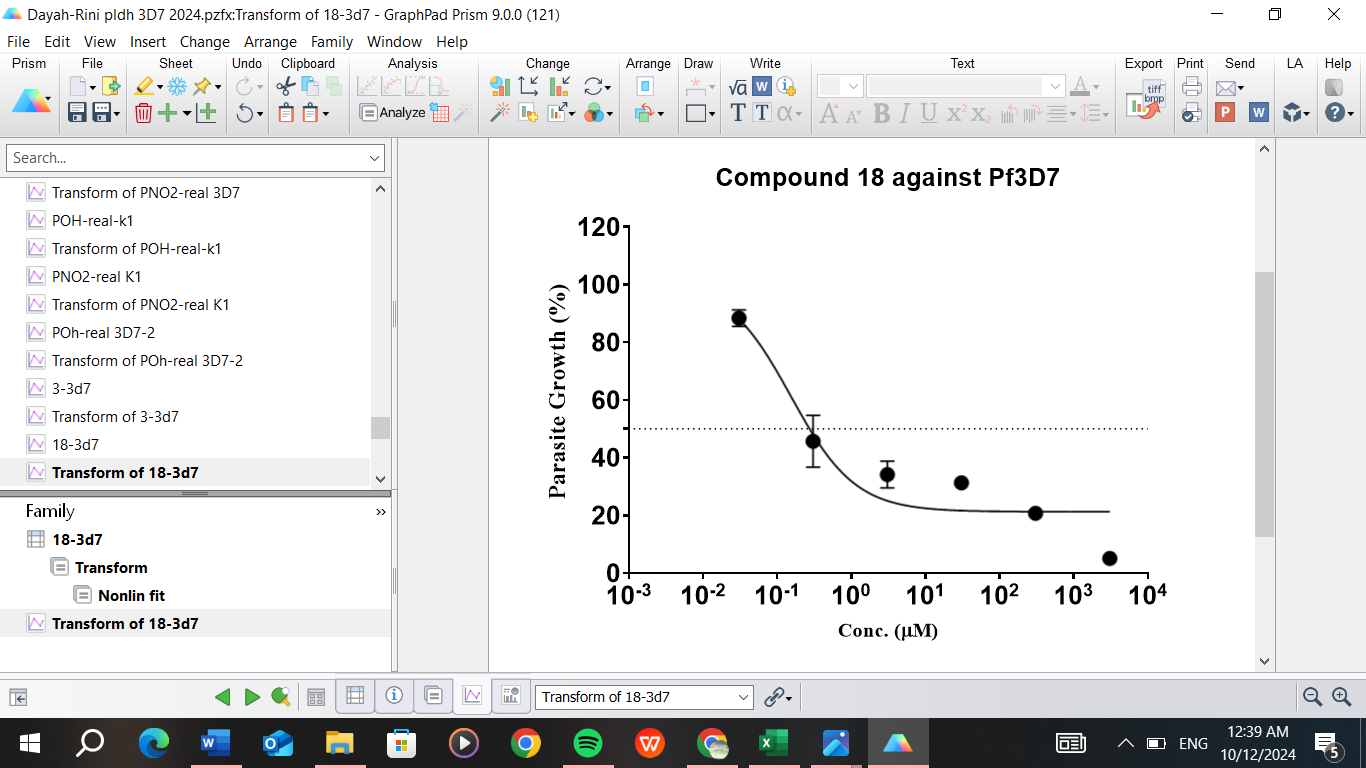 Dayah-Rini pldh 3D7 2024.pzfx:Transform of 18-3d7 - GraphPad Prism 9.0.0 (121)
File Edit View Insert Change Arrange Family Window Help
Prism File Sheet Undo Clipboard Analysis Change Arrange Draw Write Text Export Print Send LA Help
Analyze
tiff
bmp
Search...
Transform of PNO2-real 3D7
POH-real-k1
Transform of POH-real-k1
PNO2-real K1
Transform of PNO2-real K1
POh-real 3D7-2
Transform of POh-real 3D7-2
3-3d7
Transform of 3-3d7
18-3d7
Transform of 18-3d7
Family
18-3d7
Transform
Nonlin fit
Transform of 18-3d7
Compound 18 against Pf3D7
Parasite Growth (%)
120
100
80
60
40
20
0
10⁻³ 10⁻² 10⁻¹ 10⁰ 10¹ 10² 10³ 10⁴
Conc. (µM)
Transform of 18-3d7
ENG
12:39 AM
10/12/2024
5